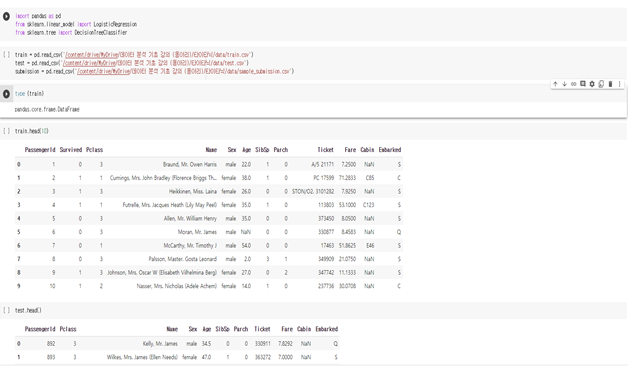 import pandas as pd
from sklearn.linear_model import LogisticRegression
from sklearn.tree import DecisionTreeClassifier
[ ] train = pd.read_csv('/content/drive/MyDrive/데이터 분석 기초 강의 (동아리)/타이타닉/data/train.csv')
test = pd.read_csv('/content/drive/MyDrive/데이터 분석 기초 강의 (동아리)/타이타닉/data/test.csv')
submission = pd.read_csv('/content/drive/MyDrive/데이터 분석 기초 강의 (동아리)/타이타닉/data/sample_submission.csv')
type (train)
pandas.core.frame.DataFrame
[ ] train.head(10)
PassengerId Survived Pclass Name Sex Age SibSp Parch Ticket Fare Cabin Embarked
0 1 0 3 Braund, Mr. Owen Harris male 22.0 1 0 A/5 21171 7.2500 NaN S
1 2 1 1 Cumings, Mrs. John Bradley (Florence Briggs Th... female 38.0 1 0 PC 17599 71.2833 C85 C
2 3 1 3 Heikkinen, Miss. Laina female 26.0 0 0 STON/O2. 3101282 7.9250 NaN S
3 4 1 1 Futrelle, Mrs. Jacques Heath (Lily May Peel) female 35.0 1 0 113803 53.1000 C123 S
4 5 0 3 Allen, Mr. William Henry male 35.0 0 0 373450 8.0500 NaN S
5 6 0 3 Moran, Mr. James male NaN 0 0 330877 8.4583 NaN Q
6 7 0 1 McCarthy, Mr. Timothy J male 54.0 0 0 17463 51.8625 E46 S
7 8 0 3 Palsson, Master. Gosta Leonard male 2.0 3 1 349909 21.0750 NaN S
8 9 1 3 Johnson, Mrs. Oscar W (Elisabeth Vilhelmina Berg) female 27.0 0 2 347742 11.1333 NaN S
9 10 1 2 Nasser, Mrs. Nicholas (Adele Achem) female 14.0 1 0 237736 30.0708 NaN C
[ ] test.head()
PassengerId Pclass Name Sex Age SibSp Parch Ticket Fare Cabin Embarked
0 892 3 Kelly, Mr. James male 34.5 0 0 330911 7.8292 NaN Q
1 893 3 Wilkes, Mrs. James (Ellen Needs) female 47.0 1 0 363272 7.0000 NaN S